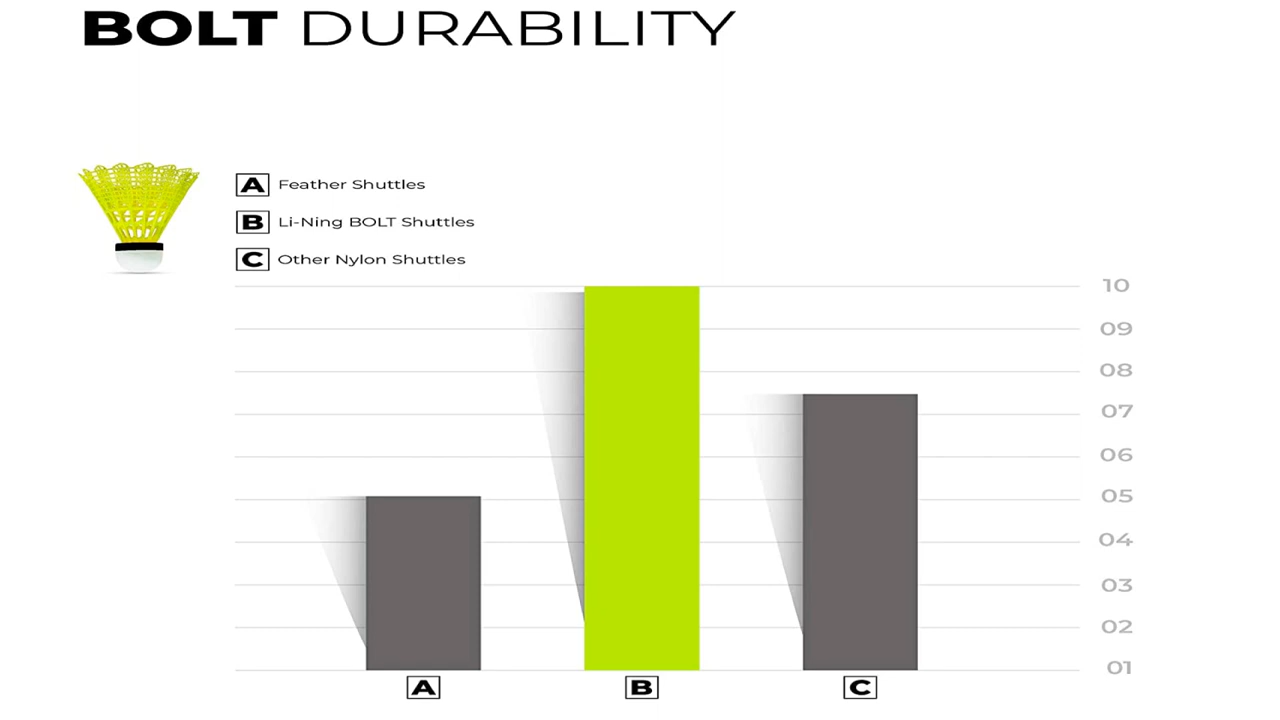 BOLT DURABILITY
A Feather Shuttles
B Li-Ning BOLT Shuttles
C Other Nylon Shuttles
10
09
08
07
06
05
04
03
02
01
A B C